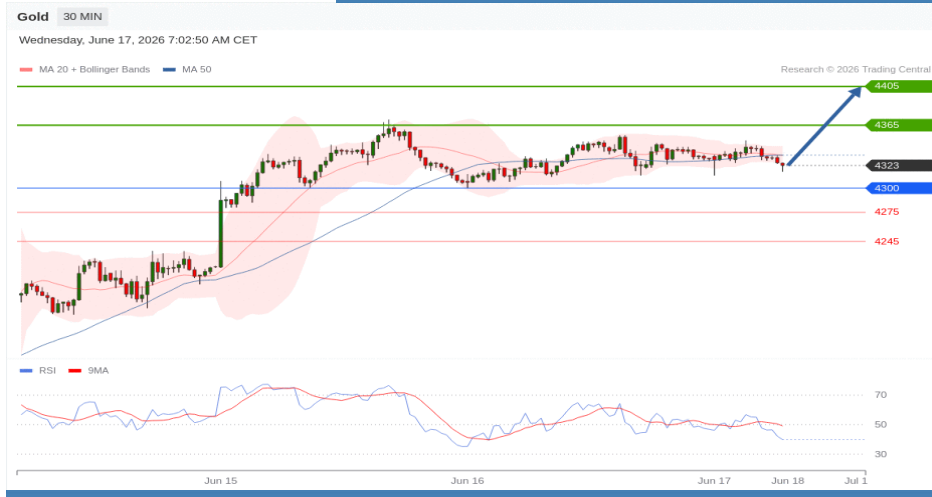 Gold 30 MIN
Wednesday, June 17, 2026 7:02:50 AM CET
MA 20 + Bollinger Bands MA 50
Research © 2026 Trading Central
4405
4365
4323
4300
4275
4245
RSI 9MA
70
50
30
Jun 15 Jun 16 Jun 17 Jun 18 Jul 1